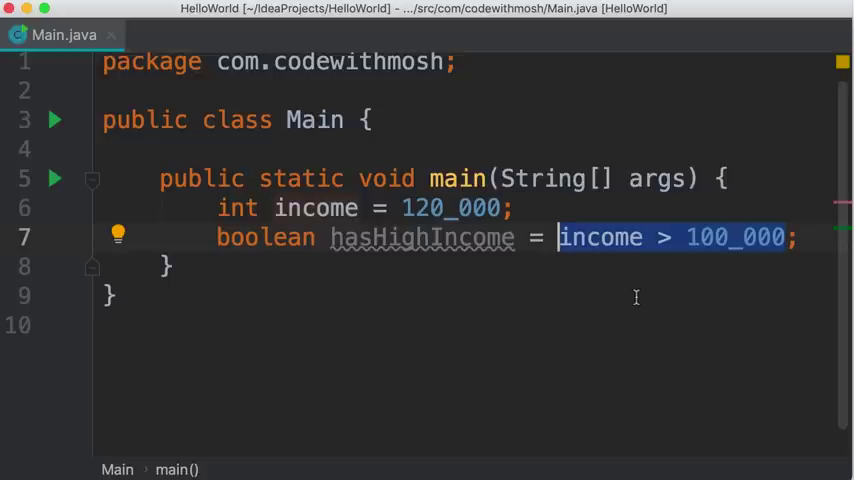 HelloWorld [~/IdeaProjects/HelloWorld] - .../src/com/codewithmosh/Main.java [HelloWorld]
Main.java
1 package com.codewithmosh;
2
3 public class Main {
4
5 public static void main(String[] args) {
6 int income = 120_000;
7 boolean hasHighIncome = income > 100_000;
8 }
9 }
10
Main › main()